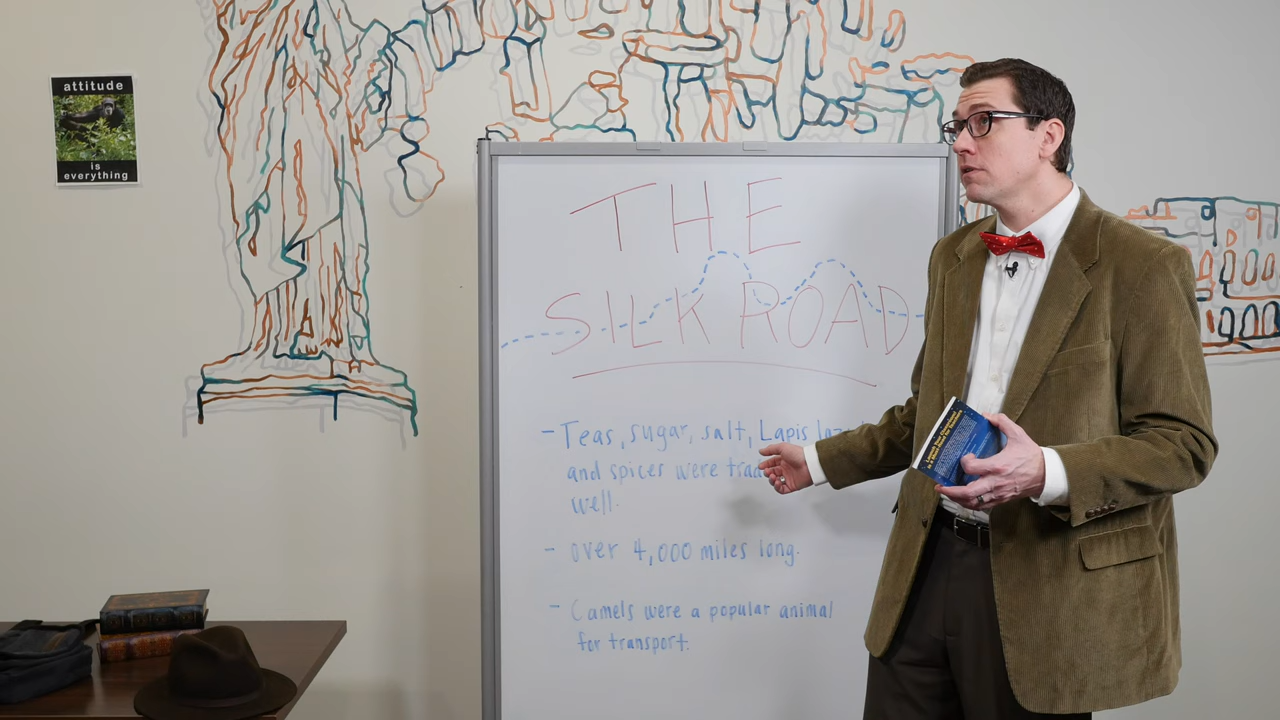 attitude
is
everything
THE
SILK ROAD
- Teas, sugar, salt, Lapis
and spices were
well.
- over 4,000 miles long.
- Camels were a popular animal
for transport.